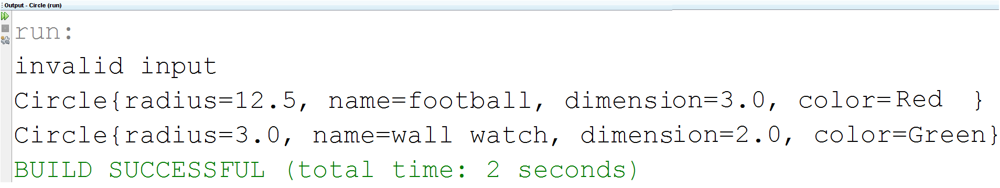 Output - Circle (run)
run:
invalid input
Circle{radius=12.5, name=football, dimension=3.0, color=Red  }
Circle{radius=3.0, name=wall watch, dimension=2.0, color=Green}
BUILD SUCCESSFUL (total time: 2 seconds)